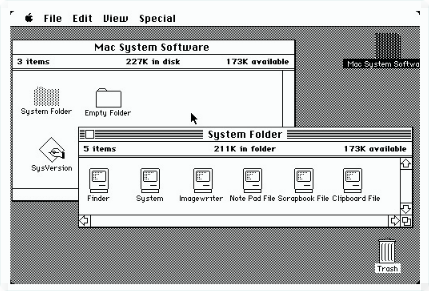 File Edit View Special
Mac System Software
3 items 227K in disk 173K available
System Folder
Empty Folder
SysVersion
Mac System Softwa
System Folder
5 items 211K in folder 173K available
Finder
System
Imagewriter
Note Pad File
Scrapbook File
Clipboard File
Trash